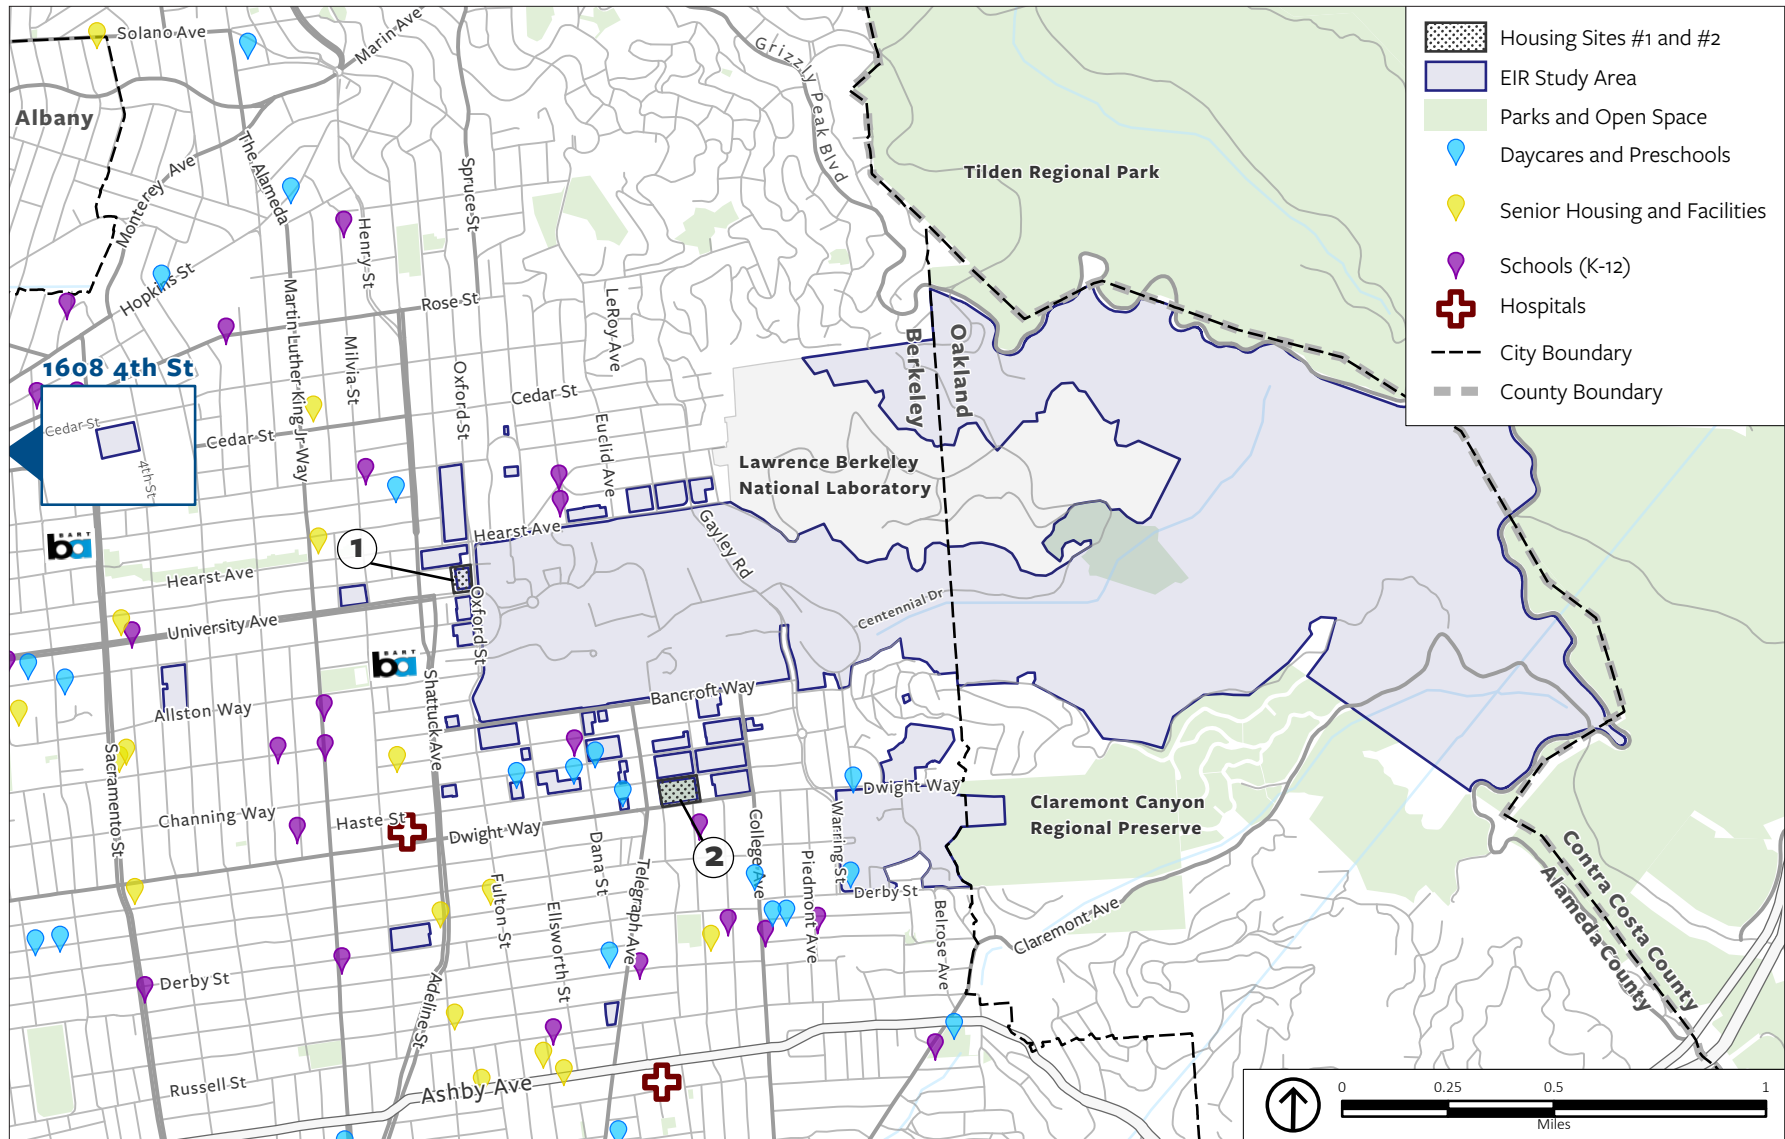 Solano Ave
Marin Ave
Grizzly Peak Blvd
Albany
The Alameda
Monterey Ave
Spruce St
Henry St
Hopkins St
Rose St
Martin Luther King Jr Way
Milvia St
LeRoy Ave
Oxford St
Cedar St
Euclid Ave
Cedar St
1608 4th St
Cedar St
4th St
Tilden Regional Park
Berkeley
Oakland
Lawrence Berkeley
National Laboratory
Hearst Ave
Gayley Rd
Centennial Dr
1
BART
ba
Hearst Ave
University Ave
Oxford St
BART
ba
Shattuck Ave
Allston Way
Bancroft Way
Sacramento St
Channing Way
Haste St
Dwight Way
Dwight Way
Claremont Canyon
Regional Preserve
2
College Ave
Warring St
Piedmont Ave
Derby St
Dana St
Telegraph Ave
Fulton St
Ellsworth St
Belrose Ave
Claremont Ave
Derby St
Adeline St
Russell St
Ashby Ave
Contra Costa County
Alameda County
Housing Sites #1 and #2
EIR Study Area
Parks and Open Space
Daycares and Preschools
Senior Housing and Facilities
Schools (K-12)
Hospitals
City Boundary
County Boundary
0 0.25 0.5 1
Miles